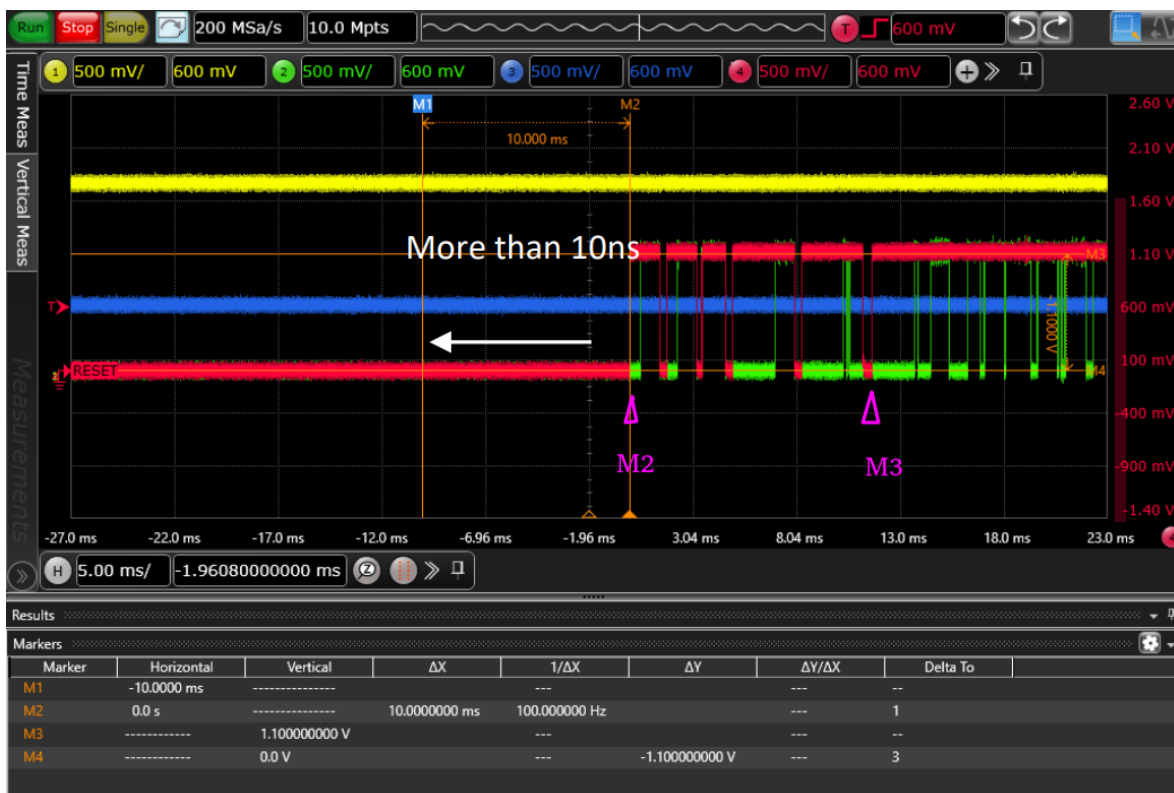 Run Stop Single 200 MSa/s 10.0 Mpts T 600 mV
1 500 mV/ 600 mV 2 500 mV/ 600 mV 3 500 mV/ 600 mV 4 500 mV/ 600 mV
Time Meas
Vertical Meas
Measurements
M1 M2
10.000 ms
2.60 V
2.10 V
1.60 V
More than 10ns
1.10 V
M3
T
600 mV
-1.1000 V
RESET
100 mV
M4
-400 mV
M2 M3
-900 mV
-1.40 V
-27.0 ms -22.0 ms -17.0 ms -12.0 ms -6.96 ms -1.96 ms 3.04 ms 8.04 ms 13.0 ms 18.0 ms 23.0 ms
H 5.00 ms/ -1.96080000000 ms Z
Results
Markers
Marker Horizontal Vertical ΔX 1/ΔX ΔY ΔY/ΔX Delta To
M1 -10.0000 ms --------------- --- --- --
M2 0.0 s --------------- 10.0000000 ms 100.000000 Hz --- 1
M3 ------------ 1.100000000 V --- --- --
M4 ------------ 0.0 V --- -1.100000000 V --- 3